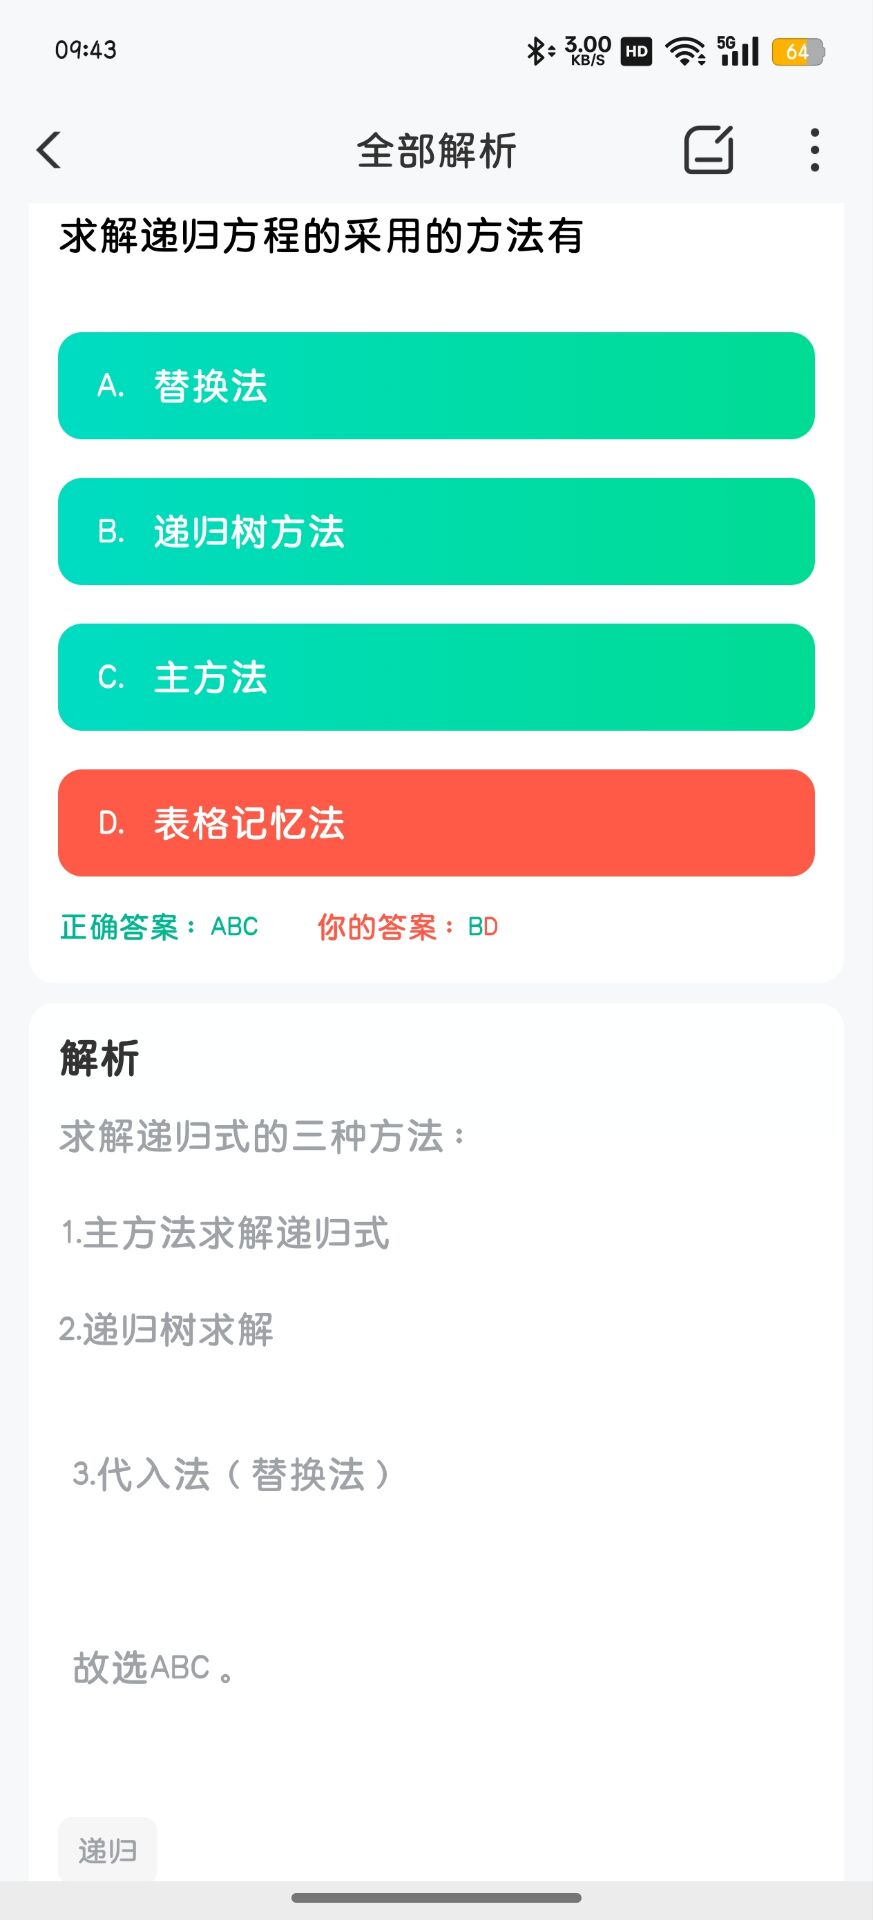 09:43 3.00 KB/S HD 5G 64
全部解析
求解递归方程的采用的方法有
A. 替换法
B. 递归树方法
C. 主方法
D. 表格记忆法
正确答案：ABC 你的答案：BD
解析
求解递归式的三种方法：
1.主方法求解递归式
2.递归树求解
3.代入法（替换法）
故选ABC。
递归